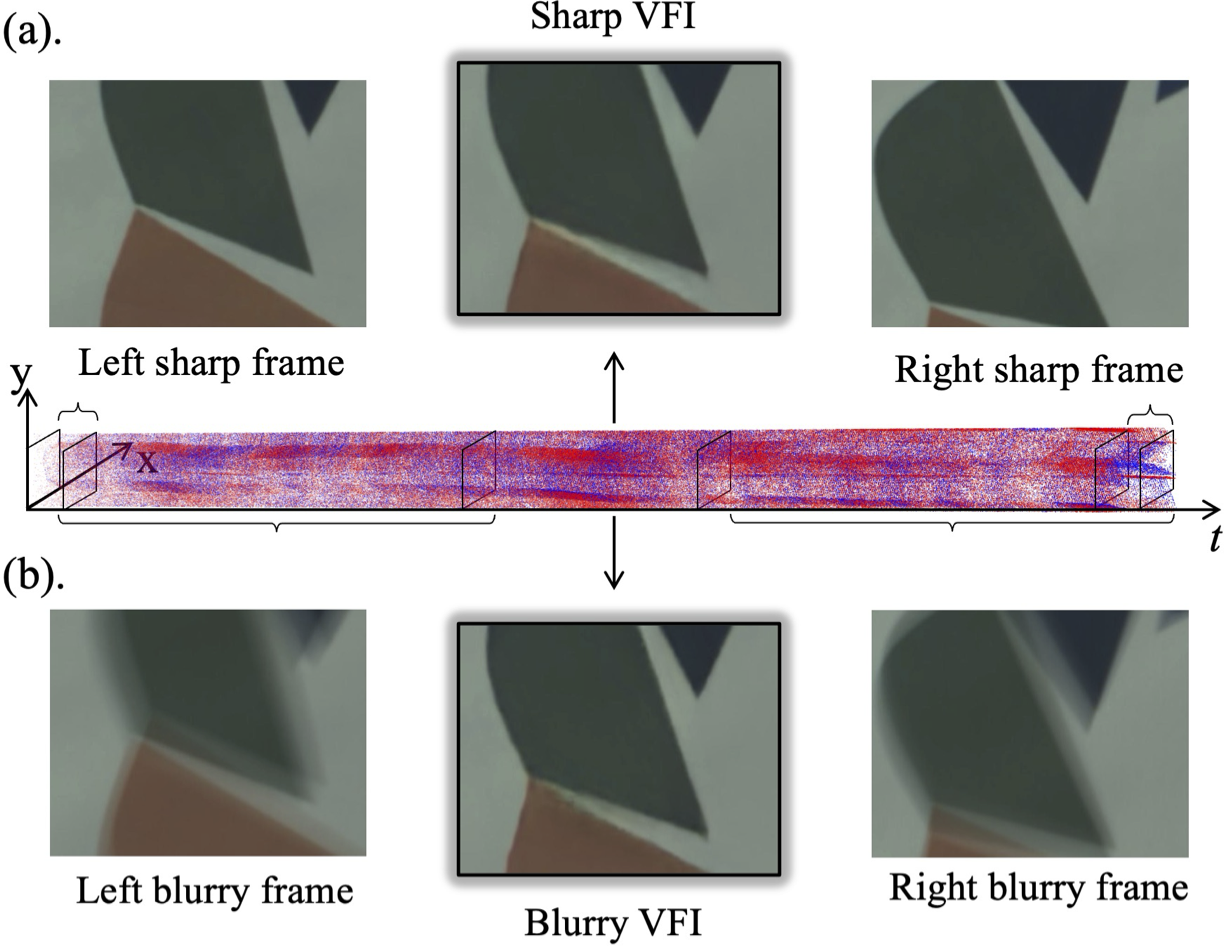 (a).
Sharp VFI
Left sharp frame
Right sharp frame
y
x
t
(b).
Left blurry frame
Blurry VFI
Right blurry frame